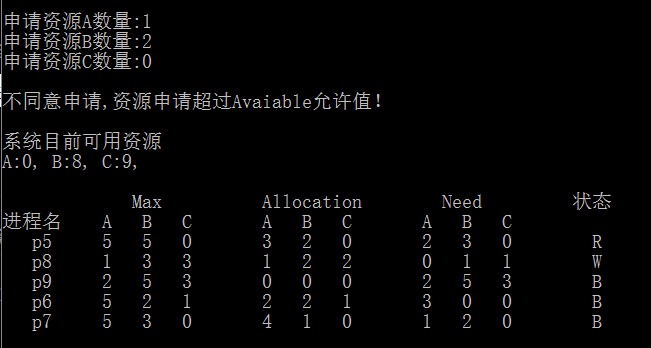 申请资源A数量:1
申请资源B数量:2
申请资源C数量:0
不同意申请,资源申请超过Avaiable允许值!
系统目前可用资源
A:0, B:8, C:9,
Max Allocation Need 状态
进程名 A B C A B C A B C
p5 5 5 0 3 2 0 2 3 0 R
p8 1 3 3 1 2 2 0 1 1 W
p9 2 5 3 0 0 0 2 5 3 B
p6 5 2 1 2 2 1 3 0 0 B
p7 5 3 0 4 1 0 1 2 0 B